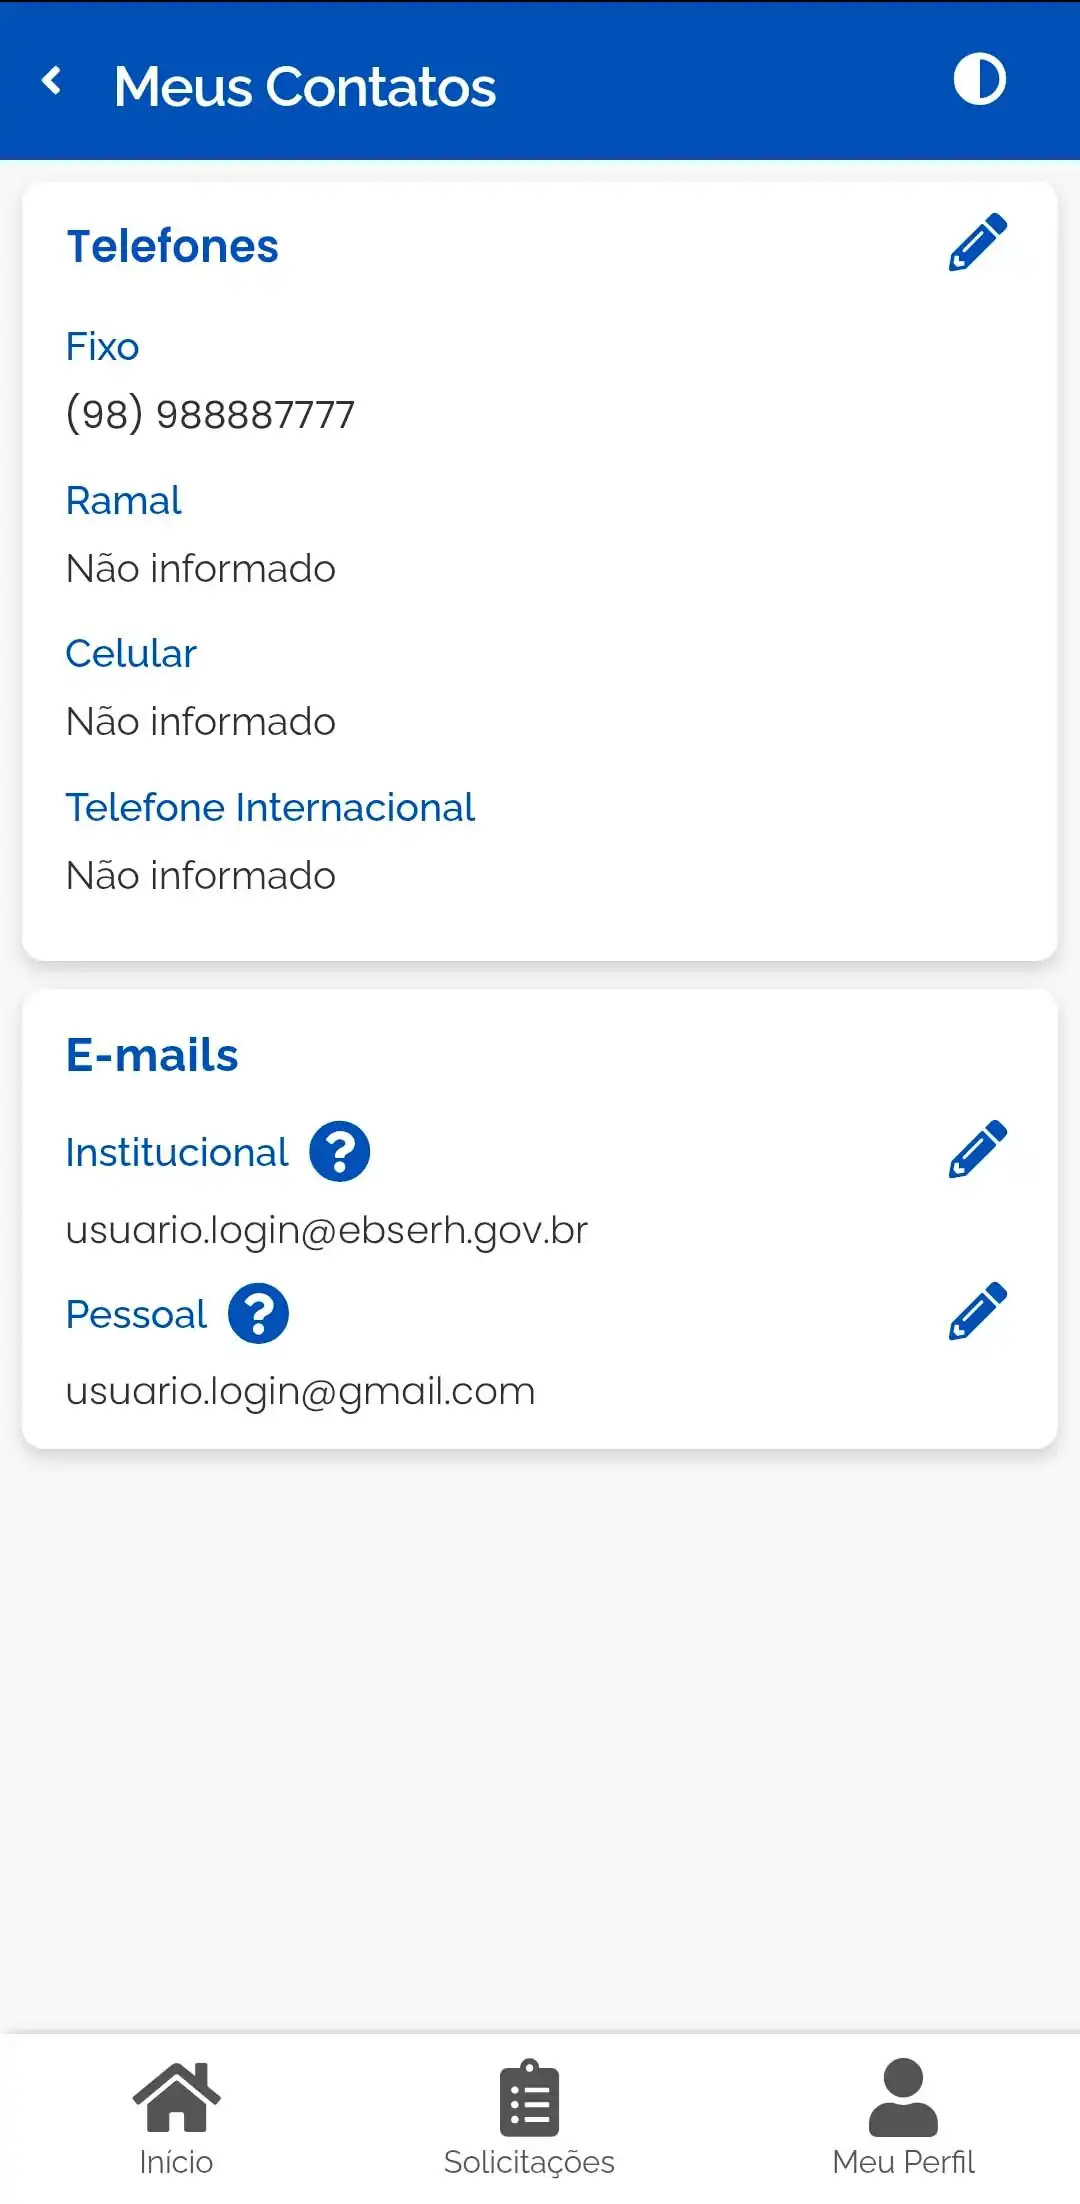 Meus Contatos
Telefones
Fixo
(98) 988887777
Ramal
Não informado
Celular
Não informado
Telefone Internacional
Não informado
E-mails
Institucional ?
usuario.login@ebserh.gov.br
Pessoal ?
usuario.login@gmail.com
Início
Solicitações
Meu Perfil